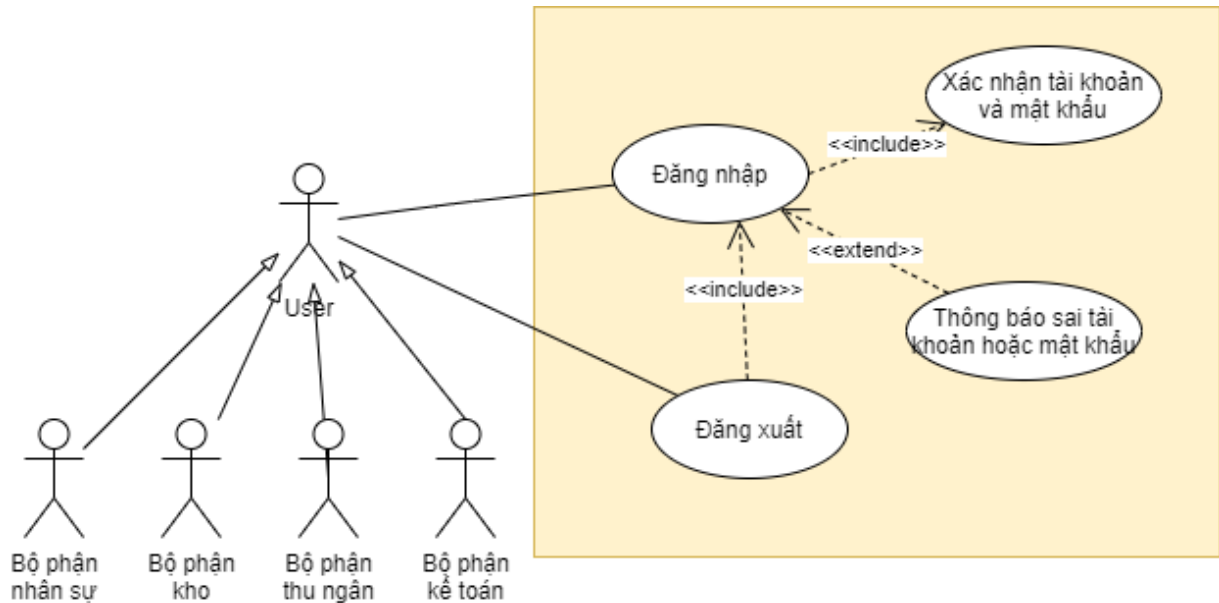 Xác nhận tài khoản
và mật khẩu
<<include>>
Đăng nhập
<<extend>>
<<include>>
User
Thông báo sai tài
khoản hoặc mật khẩu
Đăng xuất
Bộ phận
nhân sự
Bộ phận
kho
Bộ phận
thu ngân
Bộ phận
kể toán